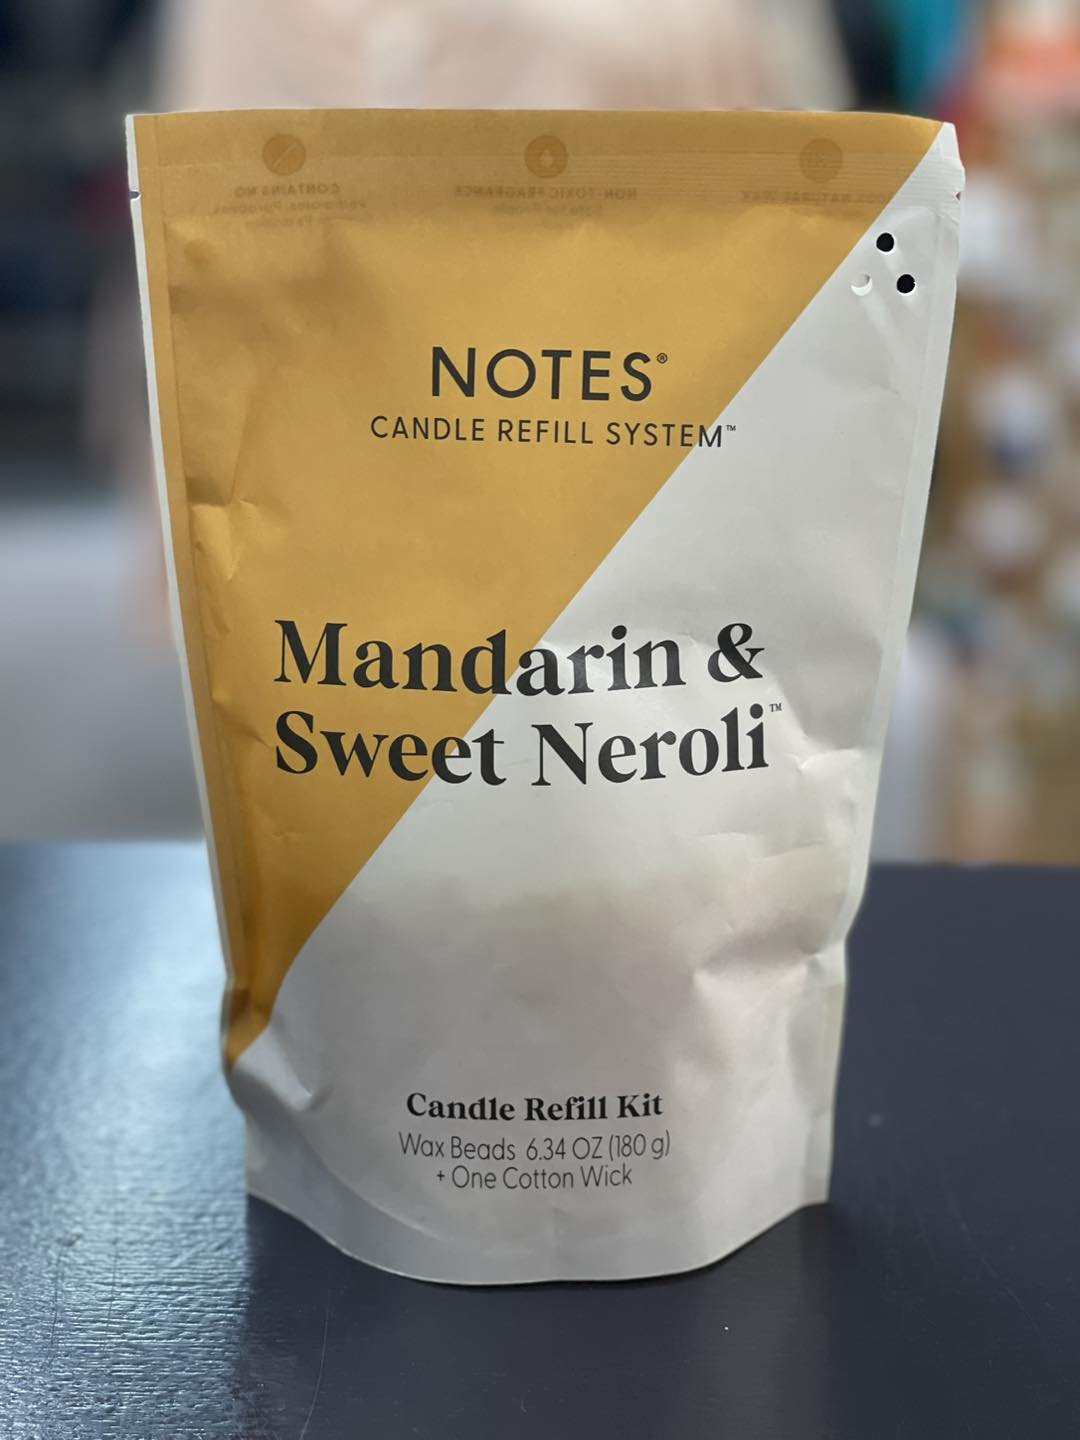 NOTES®
CANDLE REFILL SYSTEM™
Mandarin &
Sweet Neroli™
Candle Refill Kit
Wax Beads 6.34 OZ (180 g)
+ One Cotton Wick